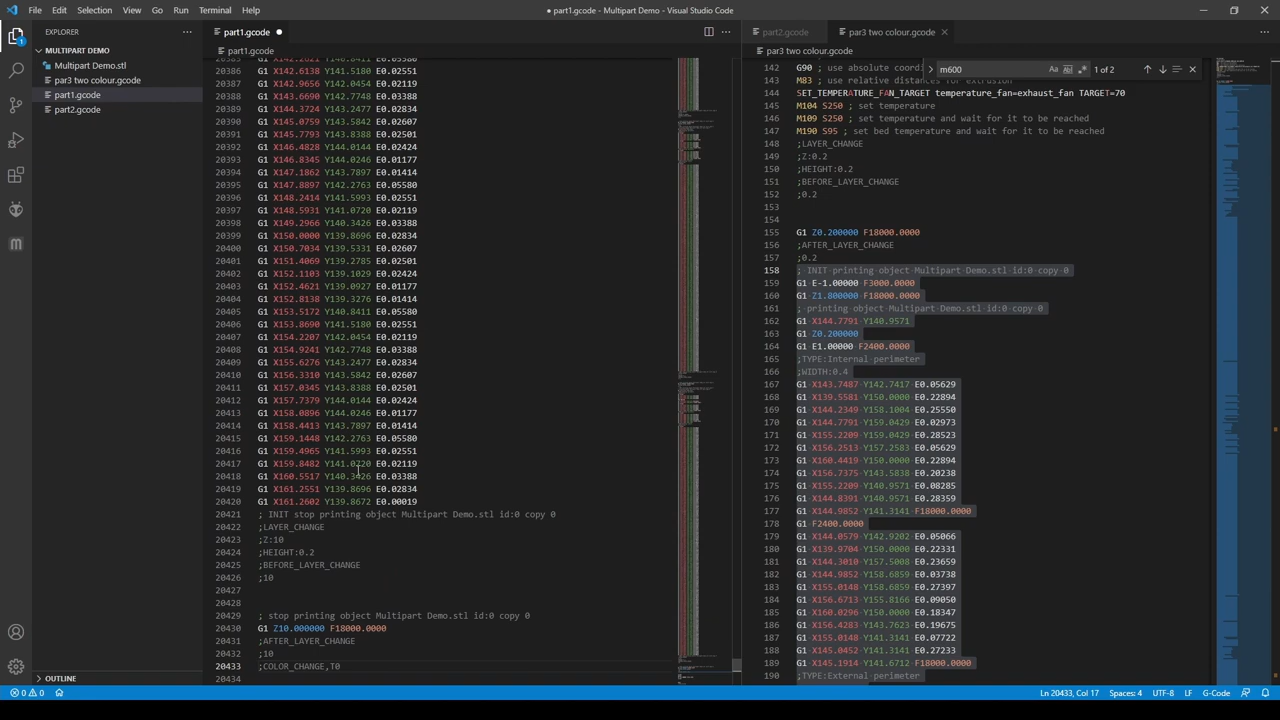 File Edit Selection View Go Run Terminal Help
● part1.gcode - Multipart Demo - Visual Studio Code
EXPLORER
MULTIPART DEMO
Multipart Demo.stl
par3 two colour.gcode
part1.gcode
part2.gcode
OUTLINE
1
m
part1.gcode
part1.gcode
20386 G1 X142.6138 Y141.5180 E0.02551
20387 G1 X142.9656 Y142.0454 E0.02119
20388 G1 X143.6690 Y142.7748 E0.03388
20389 G1 X144.3724 Y143.2477 E0.02834
20390 G1 X145.0759 Y143.5842 E0.02607
20391 G1 X145.7793 Y143.8388 E0.02501
20392 G1 X146.4828 Y144.0144 E0.02424
20393 G1 X146.8345 Y144.0246 E0.01177
20394 G1 X147.1862 Y143.7897 E0.01414
20395 G1 X147.8897 Y142.2763 E0.05580
20396 G1 X148.2414 Y141.5993 E0.02551
20397 G1 X148.5931 Y141.0720 E0.02119
20398 G1 X149.2966 Y140.3426 E0.03388
20399 G1 X150.0000 Y139.8696 E0.02834
20400 G1 X150.7034 Y139.5331 E0.02607
20401 G1 X151.4069 Y139.2785 E0.02501
20402 G1 X152.1103 Y139.1029 E0.02424
20403 G1 X152.4621 Y139.0927 E0.01177
20404 G1 X152.8138 Y139.3276 E0.01414
20405 G1 X153.5172 Y140.8411 E0.05580
20406 G1 X153.8690 Y141.5180 E0.02551
20407 G1 X154.2207 Y142.0454 E0.02119
20408 G1 X154.9241 Y142.7748 E0.03388
20409 G1 X155.6276 Y143.2477 E0.02834
20410 G1 X156.3310 Y143.5842 E0.02607
20411 G1 X157.0345 Y143.8388 E0.02501
20412 G1 X157.7379 Y144.0144 E0.02424
20413 G1 X158.0896 Y144.0246 E0.01177
20414 G1 X158.4413 Y143.7897 E0.01414
20415 G1 X159.1448 Y142.2763 E0.05580
20416 G1 X159.4965 Y141.5993 E0.02551
20417 G1 X159.8482 Y141.0720 E0.02119
20418 G1 X160.5517 Y140.3426 E0.03388
20419 G1 X161.2551 Y139.8696 E0.02834
20420 G1 X161.2602 Y139.8672 E0.00019
20421 ; INIT stop printing object Multipart Demo.stl id:0 copy 0
20422 ;LAYER_CHANGE
20423 ;Z:10
20424 ;HEIGHT:0.2
20425 ;BEFORE_LAYER_CHANGE
20426 ;10
20427
20428
20429 ; stop printing object Multipart Demo.stl id:0 copy 0
20430 G1 Z10.000000 F18000.0000
20431 ;AFTER_LAYER_CHANGE
20432 ;10
20433 ;COLOR_CHANGE,T0
20434
part2.gcode par3 two colour.gcode
par3 two colour.gcode
m600 Aa Ab 1 of 2
142 G90 ; use absolute coordi
143 M83 ; use relative distances for extrusion
144 SET_TEMPERATURE_FAN_TARGET temperature_fan=exhaust_fan TARGET=70
145 M104 S250 ; set temperature
146 M109 S250 ; set temperature and wait for it to be reached
147 M190 S95 ; set bed temperature and wait for it to be reached
148 ;LAYER_CHANGE
149 ;Z:0.2
150 ;HEIGHT:0.2
151 ;BEFORE_LAYER_CHANGE
152 ;0.2
153
154
155 G1 Z0.200000 F18000.0000
156 ;AFTER_LAYER_CHANGE
157 ;0.2
158 ; INIT printing object Multipart Demo.stl id:0 copy 0
159 G1 E-1.00000 F3000.0000
160 G1 Z1.800000 F18000.0000
161 ; printing object Multipart Demo.stl id:0 copy 0
162 G1 X144.7791 Y140.9571
163 G1 Z0.200000
164 G1 E1.00000 F2400.0000
165 ;TYPE:Internal perimeter
166 ;WIDTH:0.4
167 G1 X143.7487 Y142.7417 E0.05629
168 G1 X139.5581 Y150.0000 E0.22894
169 G1 X144.2349 Y158.1004 E0.25550
170 G1 X144.7791 Y159.0429 E0.02973
171 G1 X155.2209 Y159.0429 E0.28523
172 G1 X156.2513 Y157.2583 E0.05629
173 G1 X160.4419 Y150.0000 E0.22894
174 G1 X156.7375 Y143.5838 E0.20238
175 G1 X155.2209 Y140.9571 E0.08285
176 G1 X144.8391 Y140.9571 E0.28359
177 G1 X144.9852 Y141.3141 F18000.0000
178 G1 F2400.0000
179 G1 X144.0579 Y142.9202 E0.05066
180 G1 X139.9704 Y150.0000 E0.22331
181 G1 X144.3010 Y157.5008 E0.23659
182 G1 X144.9852 Y158.6859 E0.03738
183 G1 X155.0148 Y158.6859 E0.27397
184 G1 X156.6713 Y155.8166 E0.09050
185 G1 X160.0296 Y150.0000 E0.18347
186 G1 X156.4283 Y143.7623 E0.19675
187 G1 X155.0148 Y141.3141 E0.07722
188 G1 X145.0452 Y141.3141 E0.27233
189 G1 X145.1914 Y141.6712 F18000.0000
190 ;TYPE:External perimeter
0 0 Ln 20433, Col 17 Spaces: 4 UTF-8 LF G-Code